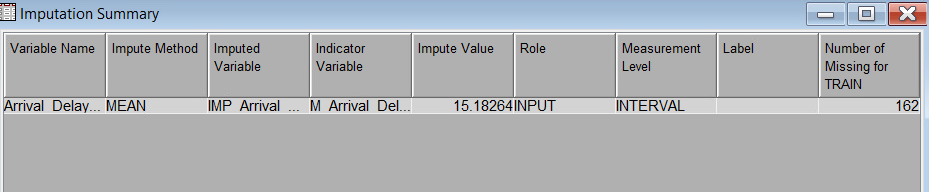 Imputation Summary
Variable Name Impute Method Imputed Variable Indicator Variable Impute Value Role Measurement Level Label Number of Missing for TRAIN
Arrival_Delay... MEAN IMP_Arrival_... M_Arrival_Del... 15.18264 INPUT INTERVAL 162